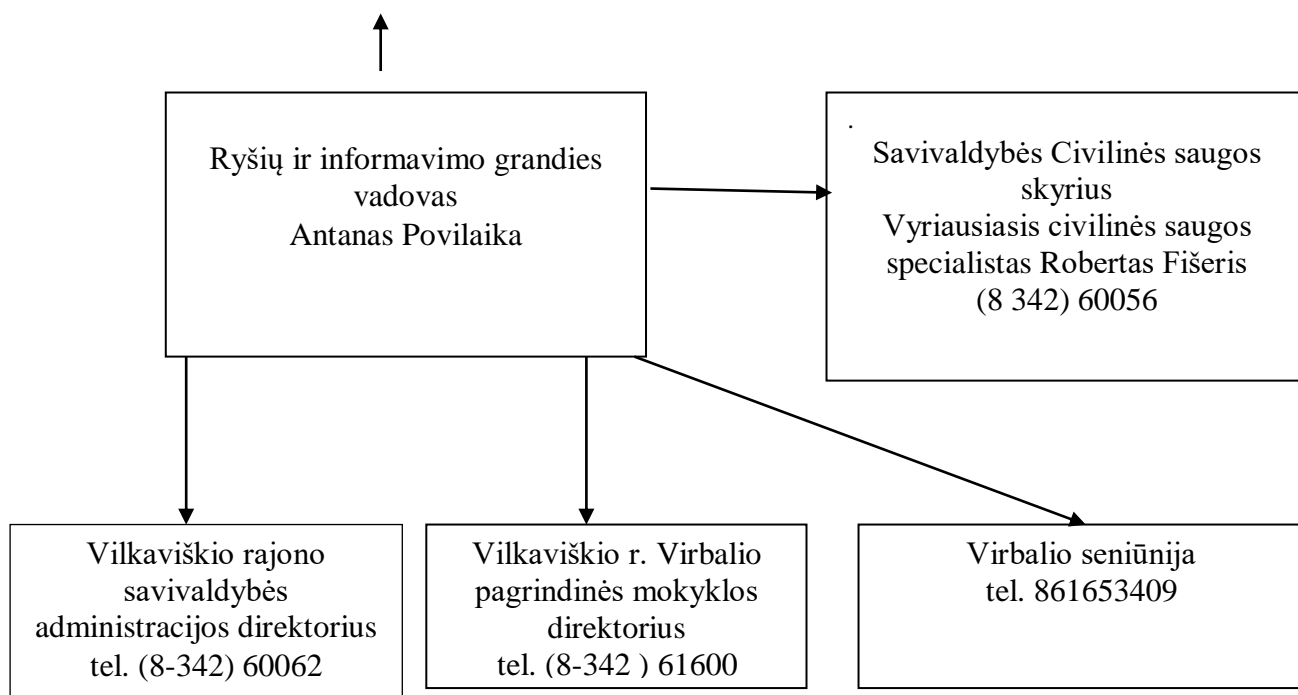 Ryšių ir informavimo grandies
vadovas
Antanas Povilaika
.
Savivaldybės Civilinės saugos
skyrius
Vyriausiasis civilinės saugos
specialistas Robertas Fišeris
(8 342) 60056
Vilkaviškio rajono
savivaldybės
administracijos direktorius
tel. (8-342) 60062
Vilkaviškio r. Virbalio
pagrindinės mokyklos
direktorius
tel. (8-342 ) 61600
Virbalio seniūnija
tel. 861653409